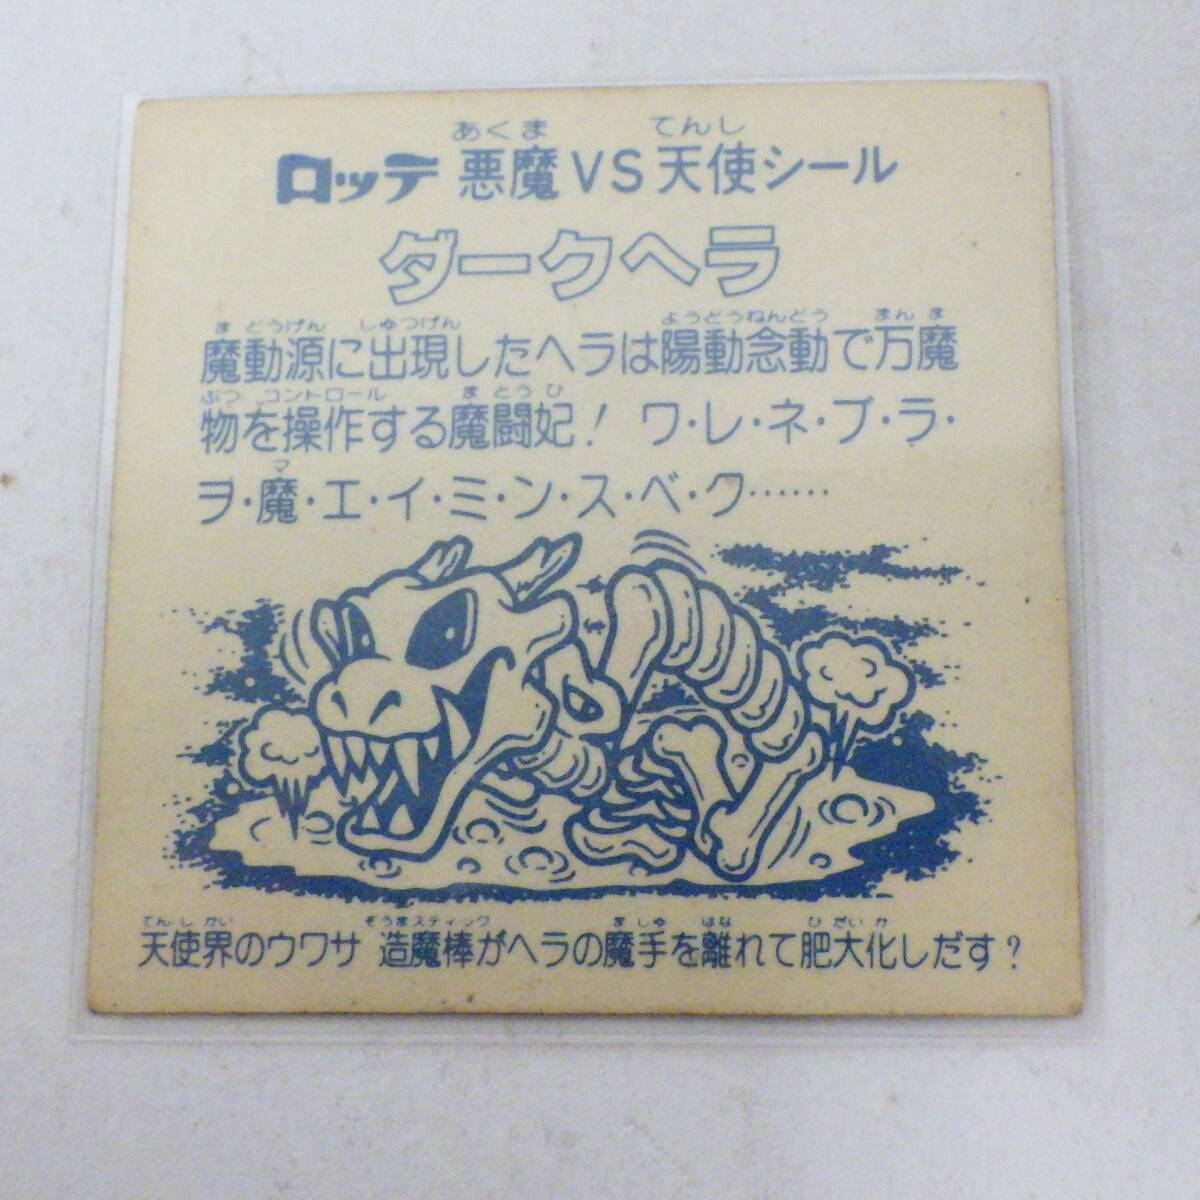 あくま てんし
ロッテ 悪魔VS天使シール
ダークヘラ
ま どうげん しゅつげん ようどうねんどう まん ま
魔動源に出現したヘラは陽動念動で万魔
ぶつ コントロール ま とう ひ
物を操作する魔闘妃! ワ・レ・ネ・ブ・ラ・
マ
ヲ・魔・エ・イ・ミ・ン・ス・ベ・ク……
てん し かい ぞうまスティック ま しゅ はな ひ だい か
天使界のウワサ 造魔棒がヘラの魔手を離れて肥大化しだす?